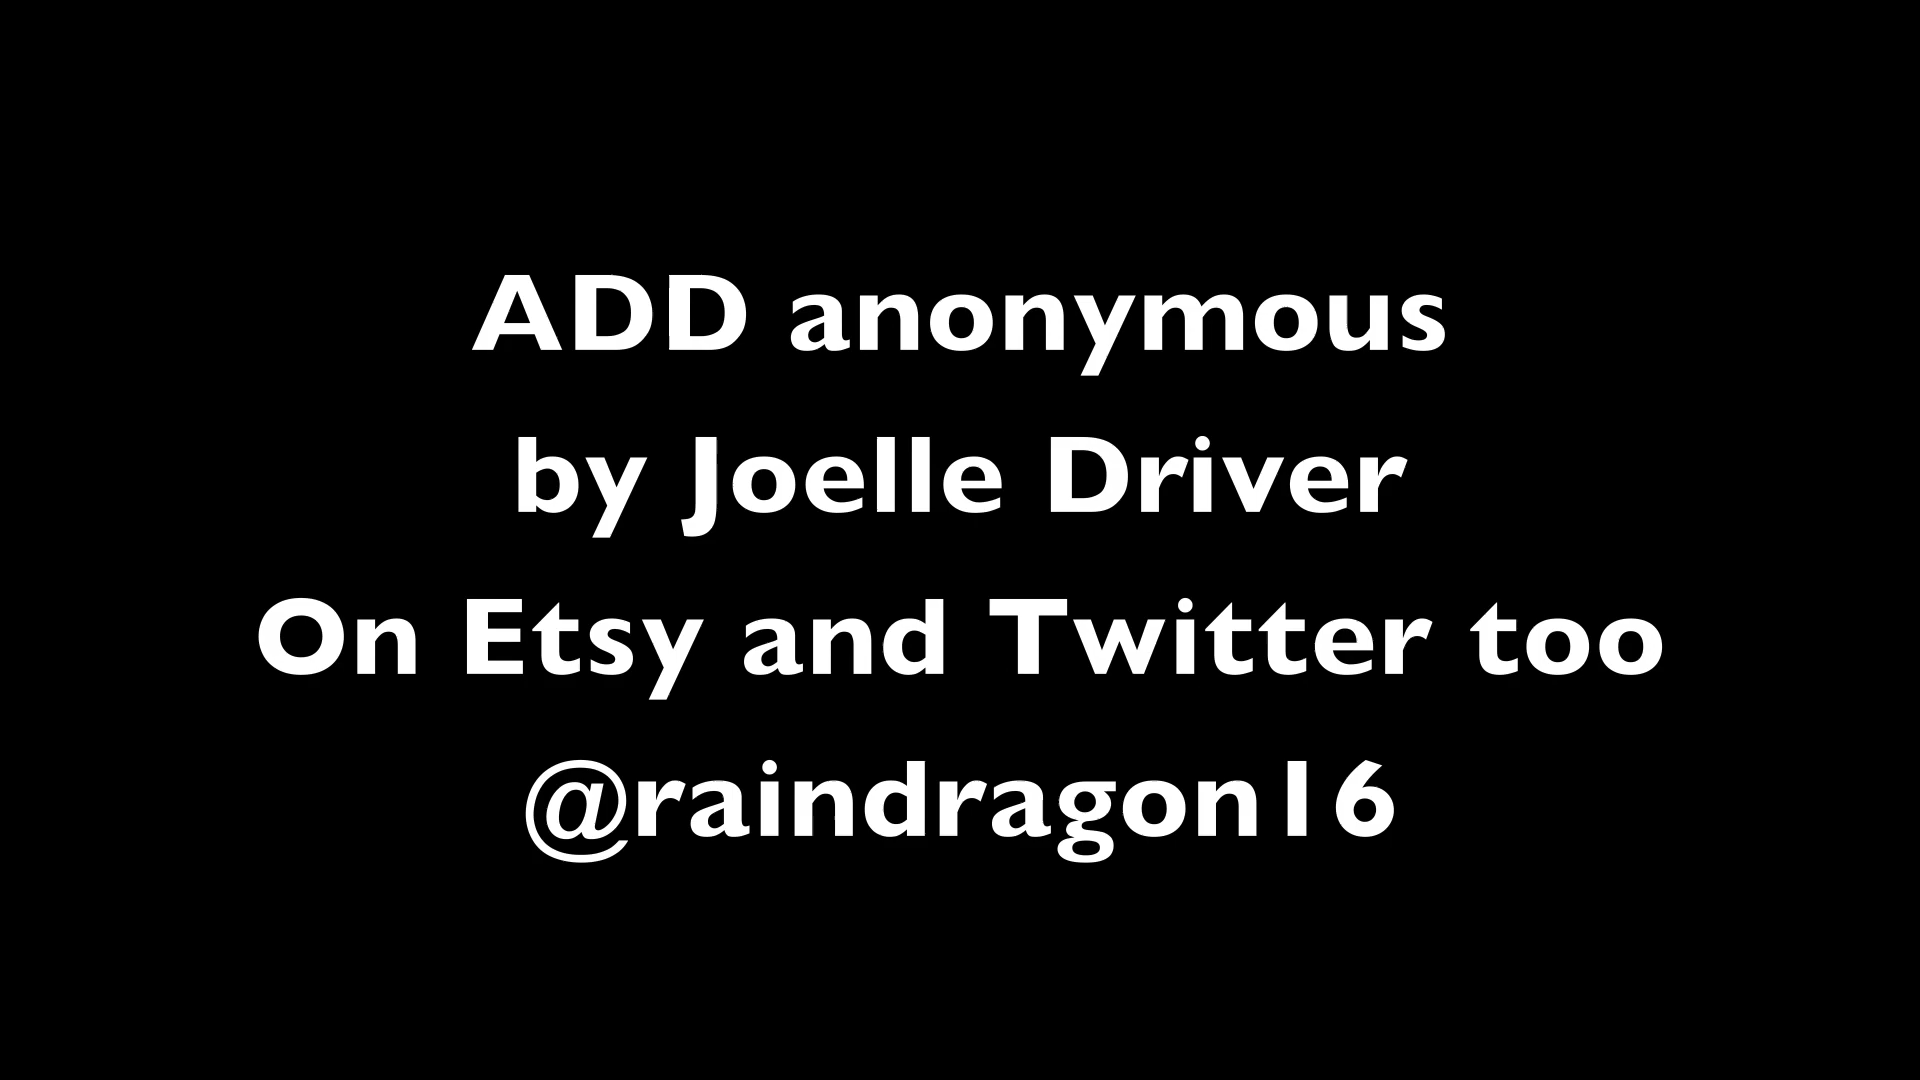 ADD anonymous
by Joelle Driver
On Etsy and Twitter too
@raindragon16